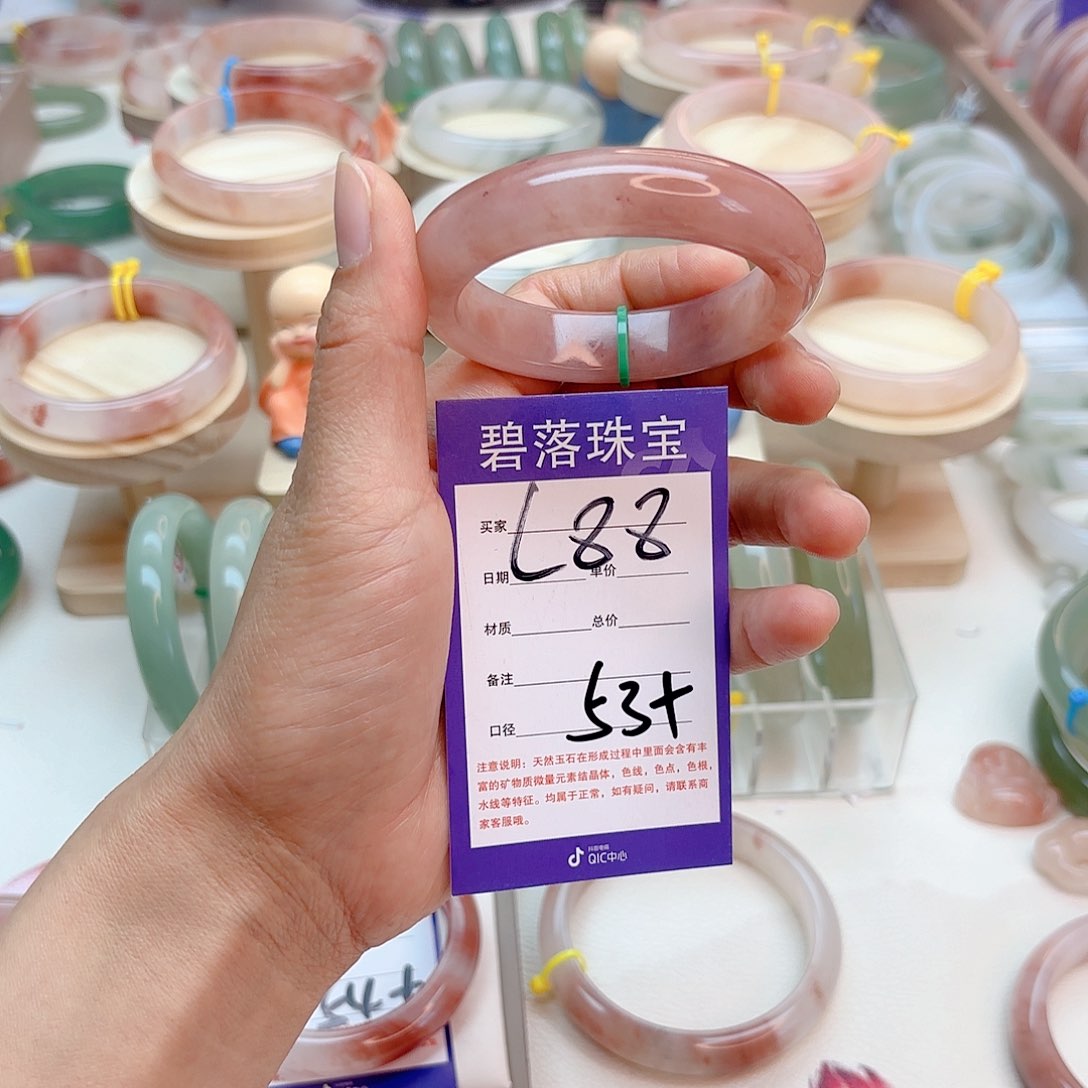 碧落珠宝
买家 L88
日期 单价
材质 总价
备注
口径 53+
注意说明：天然玉石在形成过程中里面会含有丰
富的矿物质微量元素结晶体，色线，色点，色根，
水线等特征。均属于正常，如有疑问，请联系商
家客服哦。
抖音电商
QIC中心